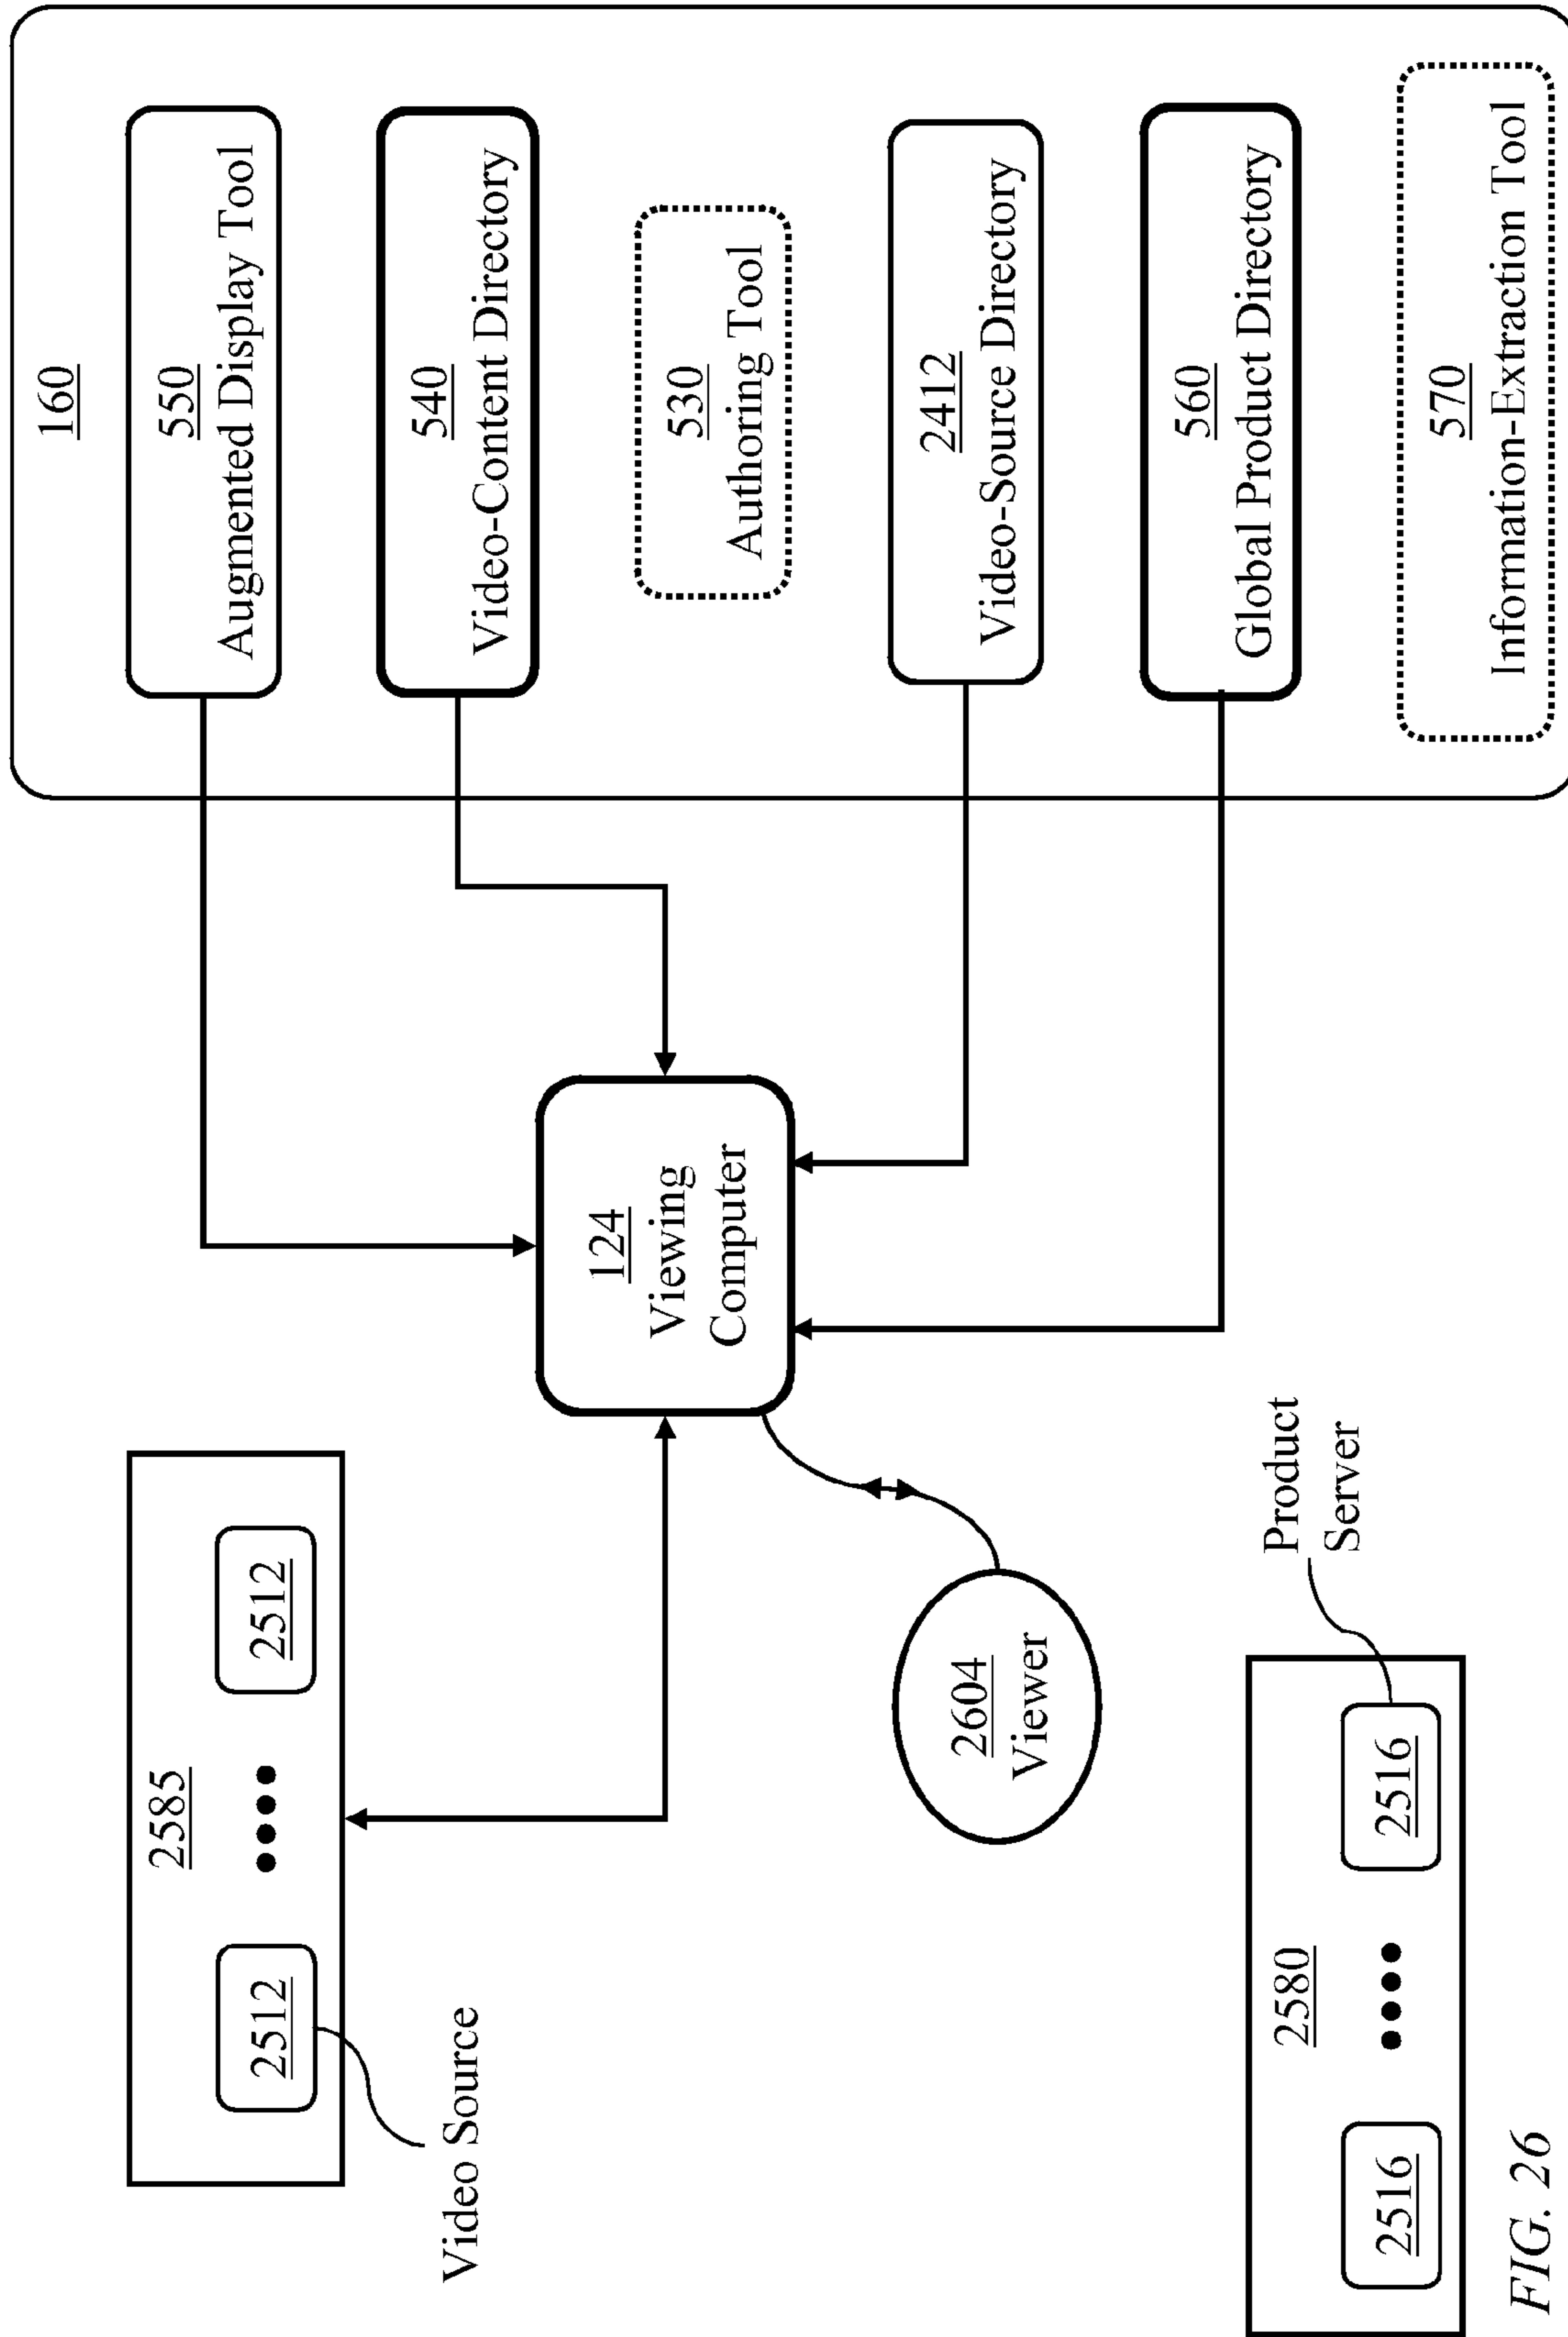 160
550
Augmented Display Tool
540
Video-Content Directory
530
Authoring Tool
2412
Video-Source Directory
560
Global Product Directory
570
Information-Extraction Tool
124
Viewing
Computer
2585
2512
2512
Video Source
2604
Viewer
Product
Server
2580
2516
2516
FIG. 26